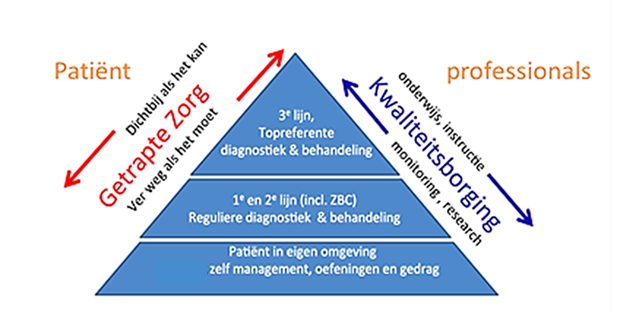 Patiënt
professionals
Dichtbij als het kan
Getrapte Zorg
Ver weg als het moet
onderwijs, instructie
Kwaliteitsborging
monitoring , research
3e lijn,
Topreferente
diagnostiek & behandeling
1e en 2e lijn (incl. ZBC)
Reguliere diagnostiek & behandeling
Patiënt in eigen omgeving
zelf management, oefeningen en gedrag